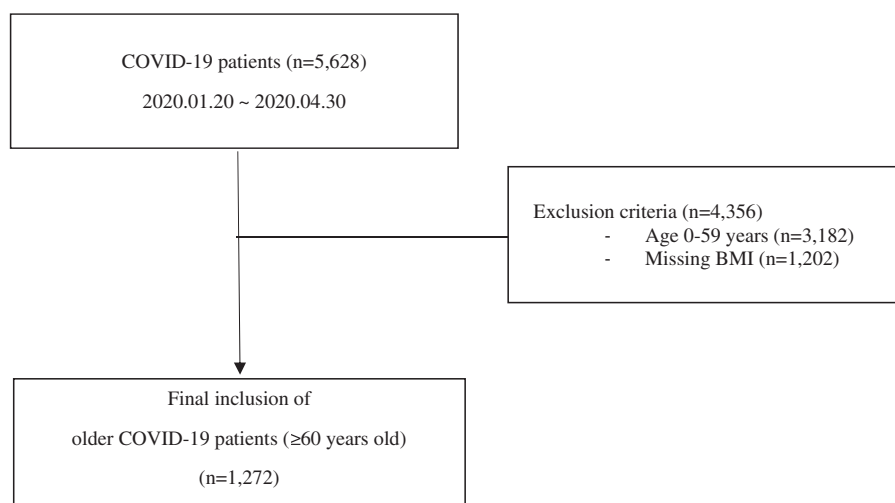 COVID-19 patients (n=5,628)
2020.01.20 ~ 2020.04.30
Exclusion criteria (n=4,356)
- Age 0-59 years (n=3,182)
- Missing BMI (n=1,202)
Final inclusion of
older COVID-19 patients (≥60 years old)
(n=1,272)